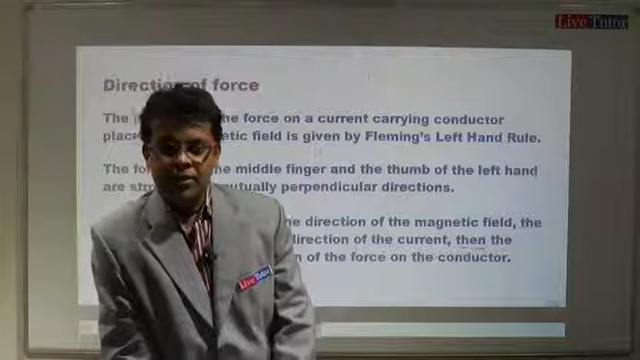 Live Tutor
Direction of force
The the force on a current carrying conductor
netic field is given by Fleming's Left Hand Rule.
The fo he middle finger and the thumb of the left hand
are str mutually perpendicular directions.
he direction of the magnetic field, the
direction of the current, then the
n of the force on the conductor.
Live Tutor